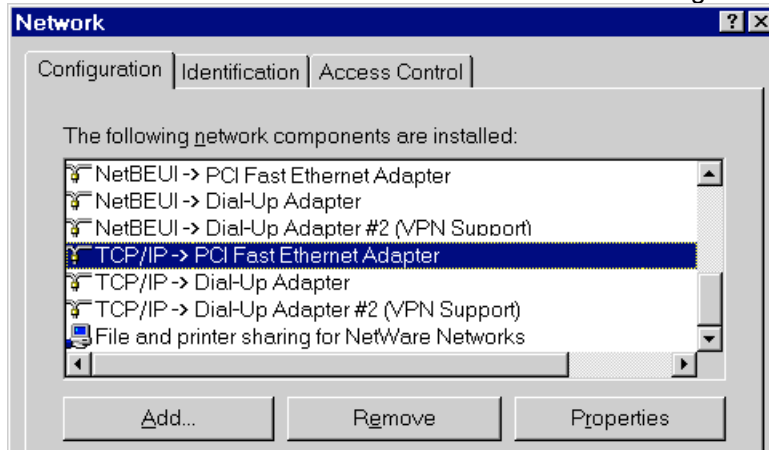 Network
Configuration Identification Access Control
The following network components are installed:
NetBEUI -> PCI Fast Ethernet Adapter
NetBEUI -> Dial-Up Adapter
NetBEUI -> Dial-Up Adapter #2 (VPN Support)
TCP/IP -> PCI Fast Ethernet Adapter
TCP/IP -> Dial-Up Adapter
TCP/IP -> Dial-Up Adapter #2 (VPN Support)
File and printer sharing for NetWare Networks
Add... Remove Properties